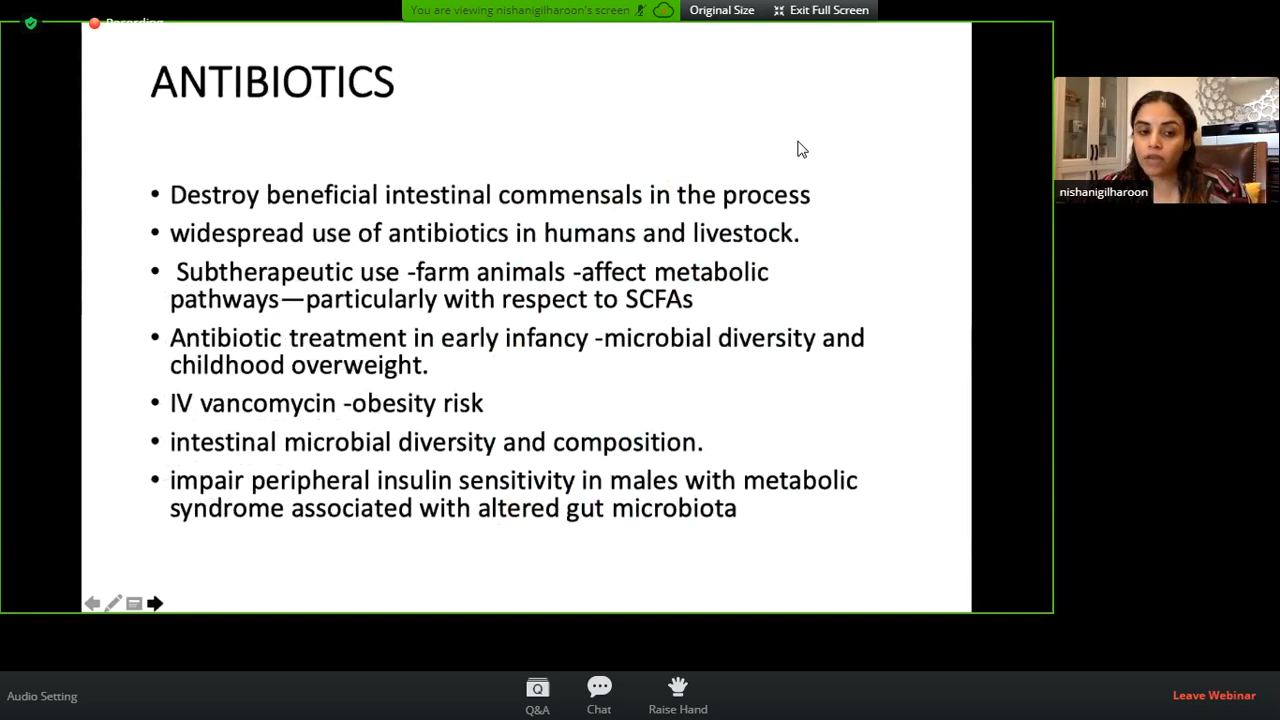 You are viewing nishanigilharoon's screen
Original Size
Exit Full Screen
Recording
ANTIBIOTICS
• Destroy beneficial intestinal commensals in the process
• widespread use of antibiotics in humans and livestock.
• Subtherapeutic use -farm animals -affect metabolic
pathways—particularly with respect to SCFAs
• Antibiotic treatment in early infancy -microbial diversity and
childhood overweight.
• IV vancomycin -obesity risk
• intestinal microbial diversity and composition.
• impair peripheral insulin sensitivity in males with metabolic
syndrome associated with altered gut microbiota
nishanigilharoon
Audio Setting
Q&A
Chat
Raise Hand
Leave Webinar